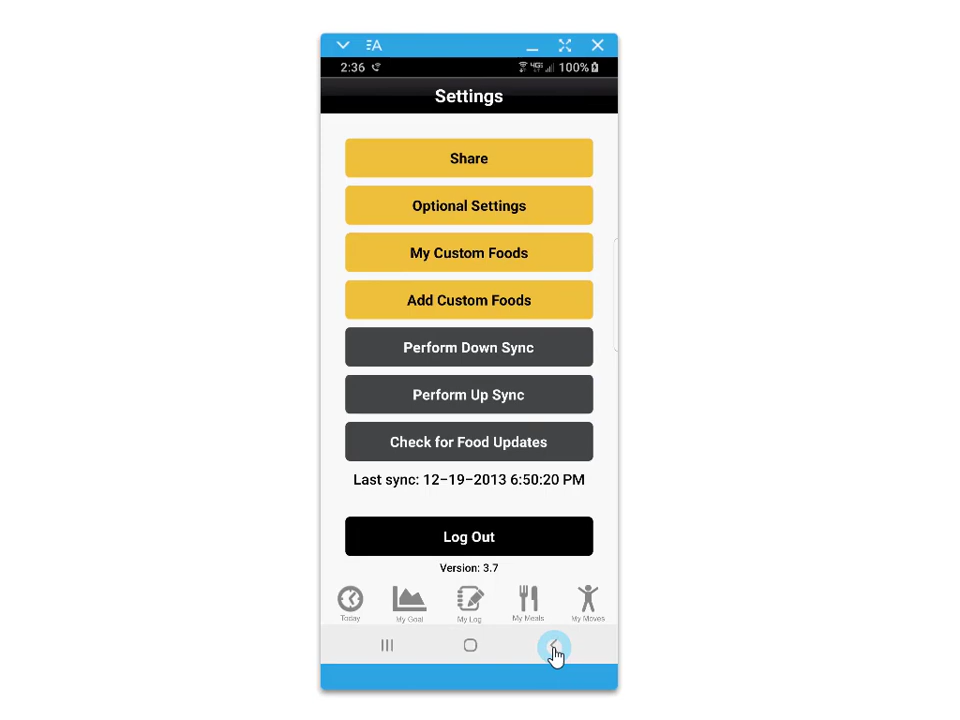 2:36 100%
Settings
Share
Optional Settings
My Custom Foods
Add Custom Foods
Perform Down Sync
Perform Up Sync
Check for Food Updates
Last sync: 12-19-2013 6:50:20 PM
Log Out
Version: 3.7
Today My Goal My Log My Meals My Moves